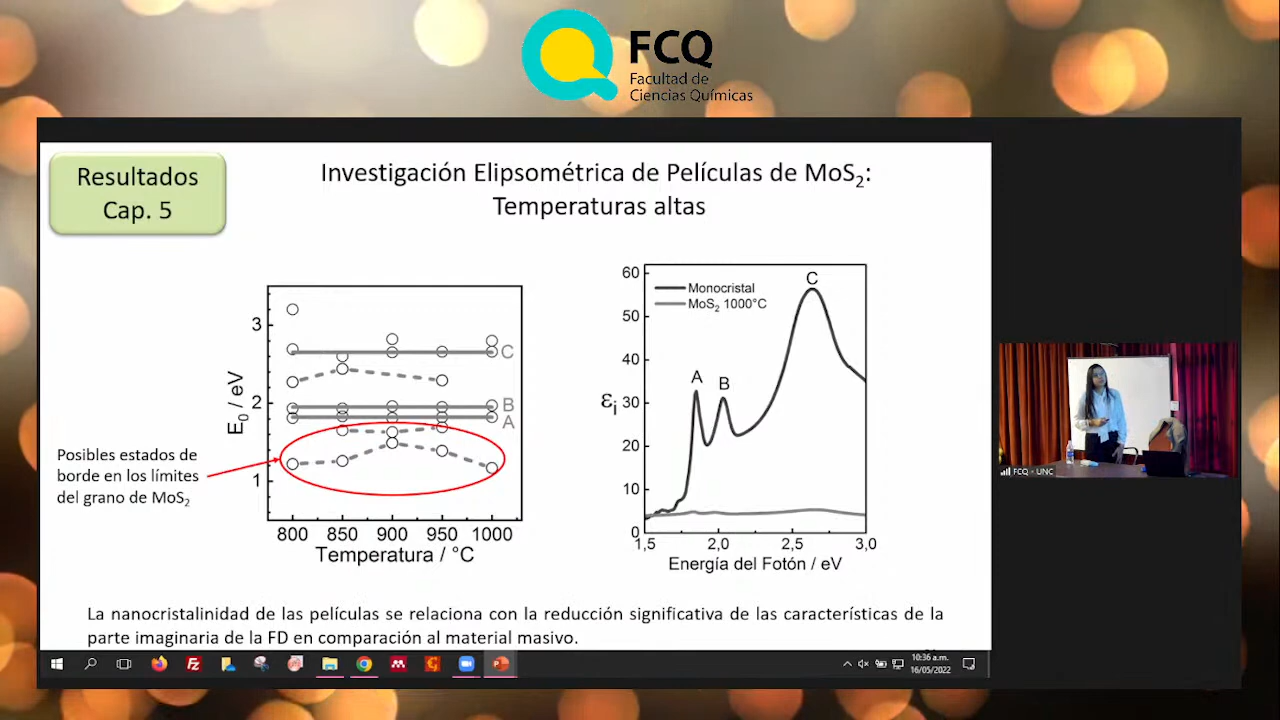 FCQ
Facultad de
Ciencias Químicas
Resultados
Cap. 5
Investigación Elipsométrica de Películas de MoS₂:
Temperaturas altas
Posibles estados de
borde en los límites
del grano de MoS₂
E₀ / eV
3
2
1
C
B
A
800 850 900 950 1000
Temperatura / °C
εᵢ
60
50
40
30
20
10
0
Monocristal
MoS₂ 1000°C
A
B
C
1,5 2,0 2,5 3,0
Energía del Fotón / eV
La nanocristalinidad de las películas se relaciona con la reducción significativa de las características de la
parte imaginaria de la FD en comparación al material masivo.
FCQ - UNC
10:36 a.m.
16/05/2022